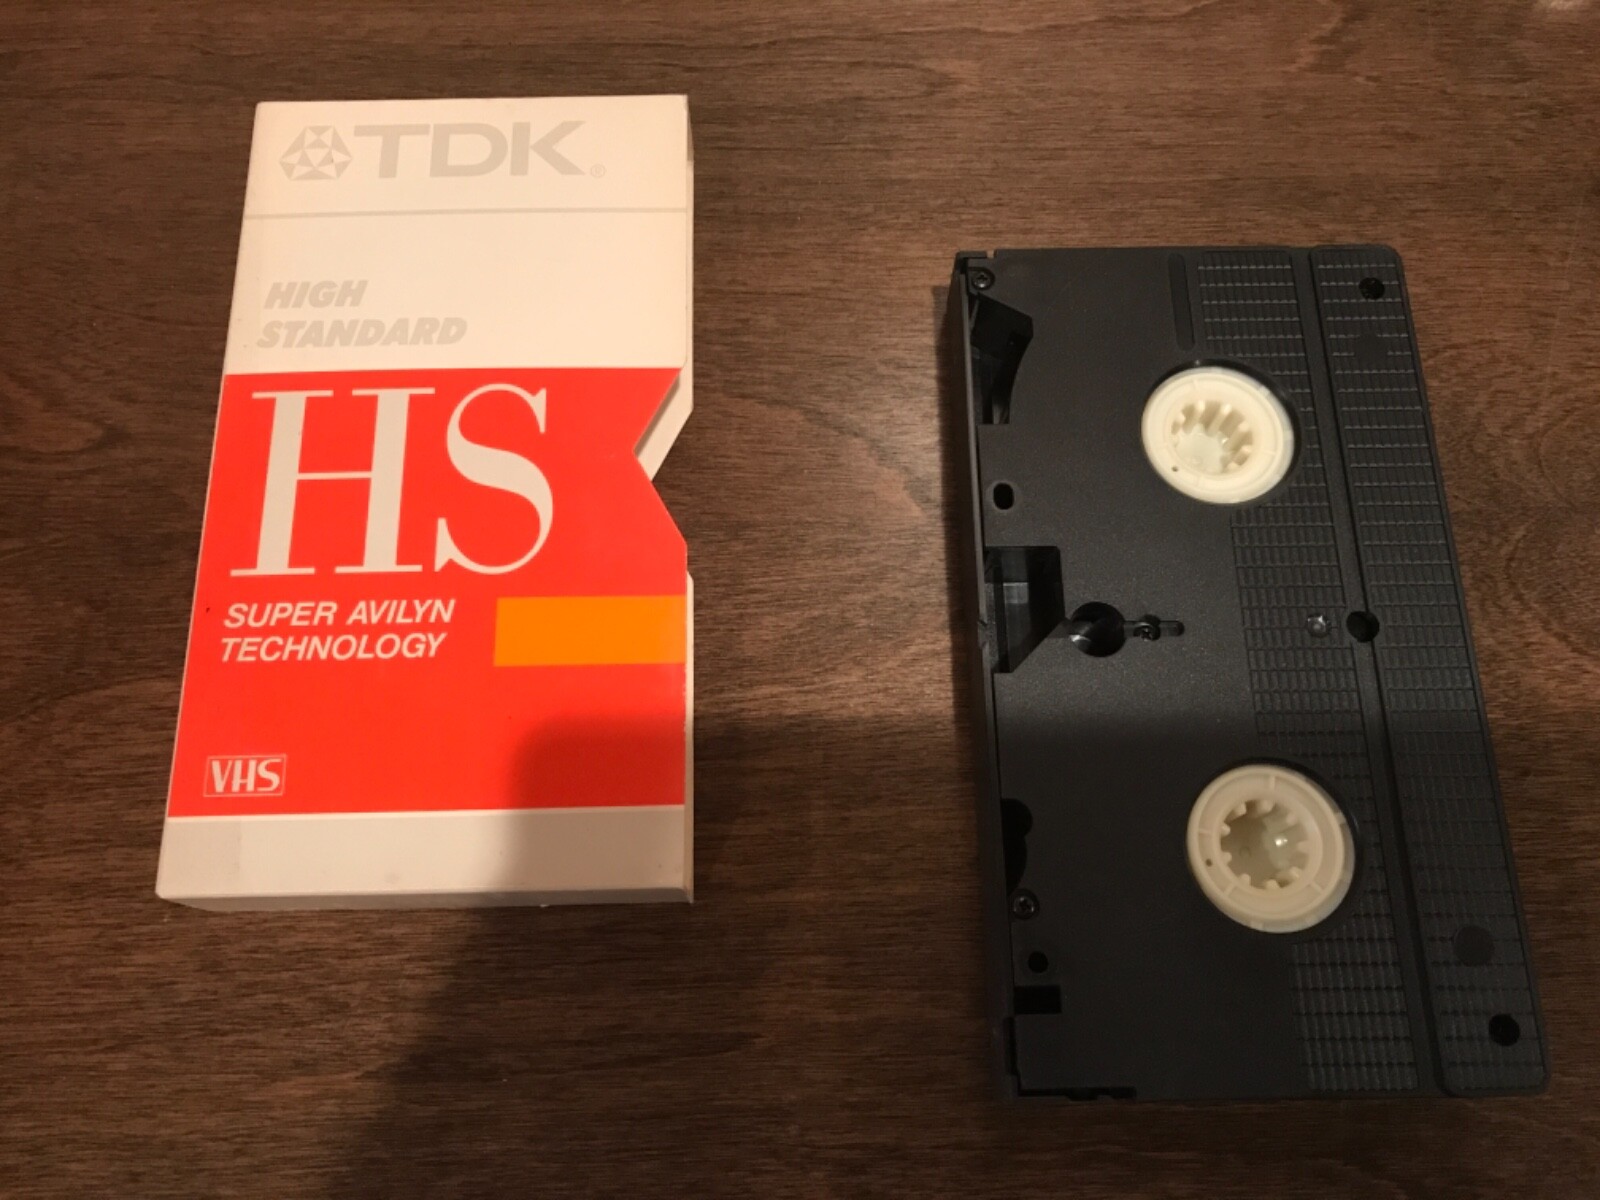 TDK®
HIGH
STANDARD
HS
SUPER AVILYN
TECHNOLOGY
VHS